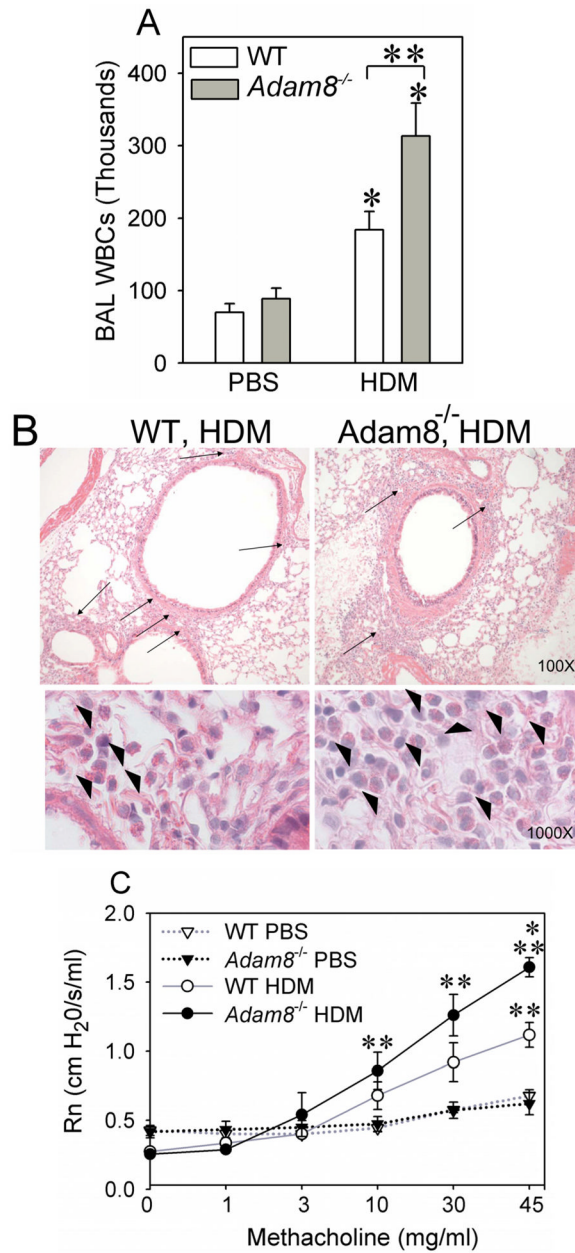 A
WT
Adam8-/-
**
*
*
BAL WBCs (Thousands)
400
300
200
100
0
PBS HDM
B
WT, HDM Adam8-/-, HDM
100X
1000X
C
2.0
1.5
1.0
0.5
0.0
Rn (cm H20/s/ml)
WT PBS
Adam8-/- PBS
WT HDM
Adam8-/- HDM
*
**
**
**
**
0 1 3 10 30 45
Methacholine (mg/ml)